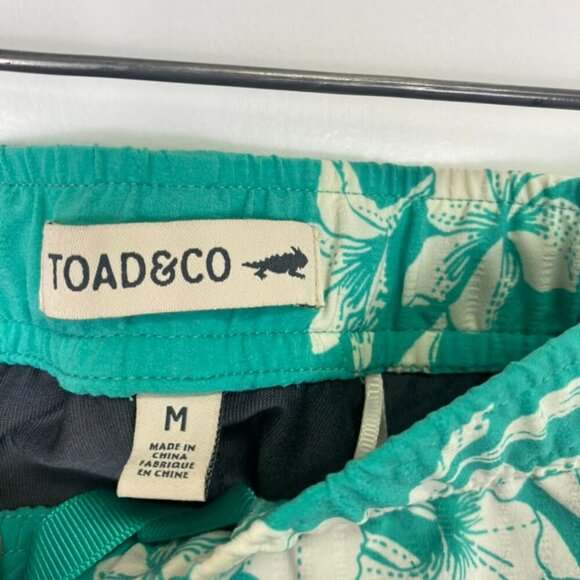 TOAD&CO
M
MADE IN
CHINA
FABRIQUE
EN CHINE